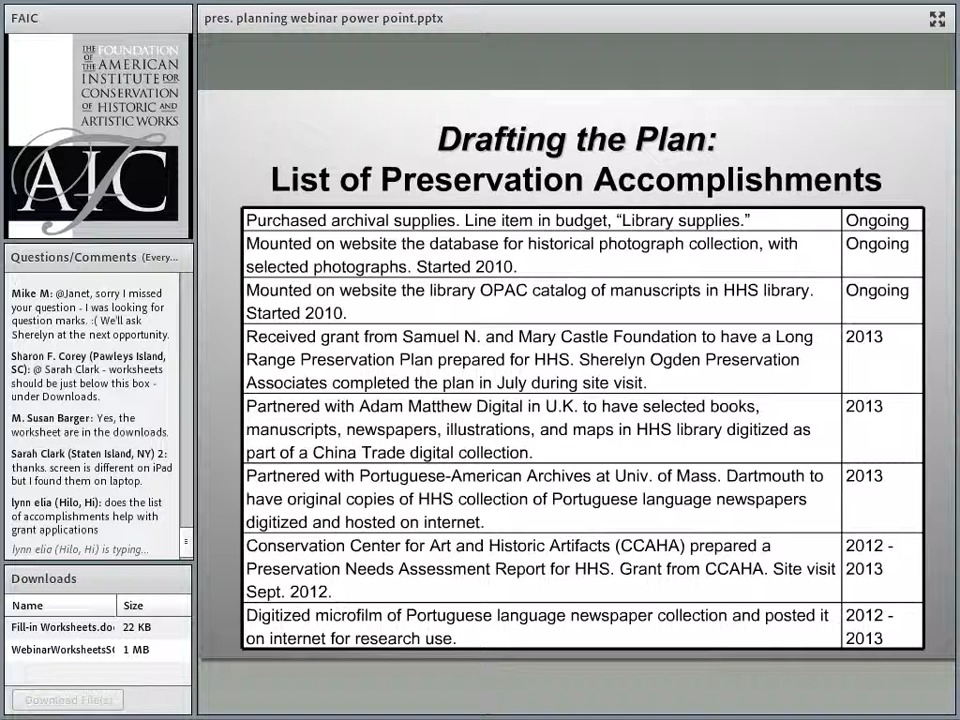 FAIC
THE FOUNDATION
OF THE AMERICAN
INSTITUTE FOR
CONSERVATION
OF HISTORIC AND
ARTISTIC WORKS
AIC
Questions/Comments (Every...
Mike M: @Janet, sorry I missed
your question - I was looking for
question marks. :( We'll ask
Sherelyn at the next opportunity.
Sharon F. Corey (Pawleys Island,
SC): @ Sarah Clark - worksheets
should be just below this box -
under Downloads.
M. Susan Barger: Yes, the
worksheet are in the downloads.
Sarah Clark (Staten Island, NY) 2:
thanks. screen is different on iPad
but I found them on laptop.
lynn elia (Hilo, Hi): does the list
of accomplishments help with
grant applications
lynn elia (Hilo, Hi) is typing...
Downloads
Name Size
Fill-in Worksheets.do 22 KB
WebinarWorksheetsS 1 MB
Download File(s)
pres. planning webinar power point.pptx
Drafting the Plan:
List of Preservation Accomplishments
Purchased archival supplies. Line item in budget, “Library supplies.” Ongoing
Mounted on website the database for historical photograph collection, with Ongoing
selected photographs. Started 2010.
Mounted on website the library OPAC catalog of manuscripts in HHS library. Ongoing
Started 2010.
Received grant from Samuel N. and Mary Castle Foundation to have a Long 2013
Range Preservation Plan prepared for HHS. Sherelyn Ogden Preservation
Associates completed the plan in July during site visit.
Partnered with Adam Matthew Digital in U.K. to have selected books, 2013
manuscripts, newspapers, illustrations, and maps in HHS library digitized as
part of a China Trade digital collection.
Partnered with Portuguese-American Archives at Univ. of Mass. Dartmouth to 2013
have original copies of HHS collection of Portuguese language newspapers
digitized and hosted on internet.
Conservation Center for Art and Historic Artifacts (CCAHA) prepared a 2012 -
Preservation Needs Assessment Report for HHS. Grant from CCAHA. Site visit 2013
Sept. 2012.
Digitized microfilm of Portuguese language newspaper collection and posted it 2012 -
on internet for research use. 2013